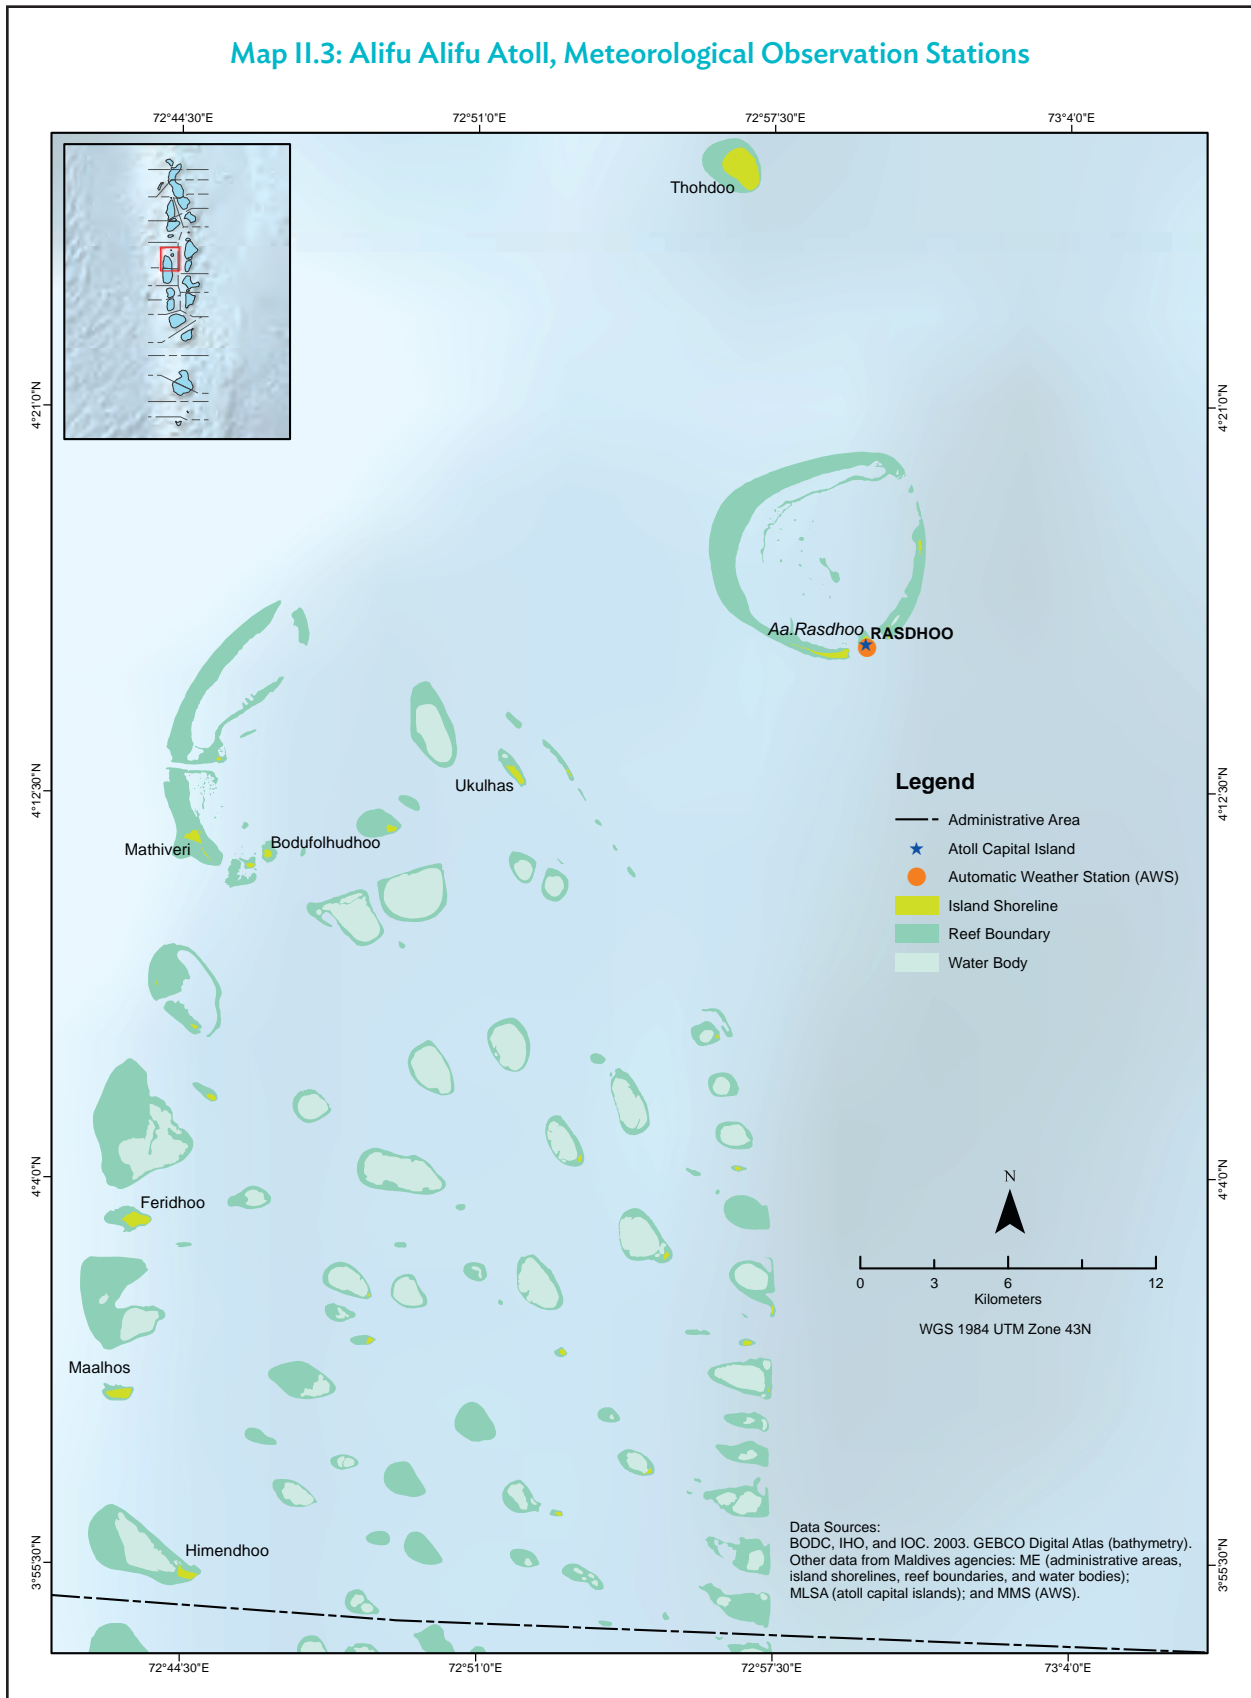 Map II.3: Alifu Alifu Atoll, Meteorological Observation Stations
72°44'30"E
72°51'0"E
72°57'30"E
73°4'0"E
Thohdoo
4°21'0"N
4°21'0"N
Aa.Rasdhoo
RASDHOO
4°12'30"N
4°12'30"N
Ukulhas
Mathiveri
Bodufolhudhoo
Legend
Administrative Area
Atoll Capital Island
Automatic Weather Station (AWS)
Island Shoreline
Reef Boundary
Water Body
4°4'0"N
4°4'0"N
Feridhoo
N
0
3
6
12
Kilometers
WGS 1984 UTM Zone 43N
Maalhos
Himendhoo
3°55'30"N
3°55'30"N
Data Sources:
BODC, IHO, and IOC. 2003. GEBCO Digital Atlas (bathymetry).
Other data from Maldives agencies: ME (administrative areas,
island shorelines, reef boundaries, and water bodies);
MLSA (atoll capital islands); and MMS (AWS).
72°44'30"E
72°51'0"E
72°57'30"E
73°4'0"E